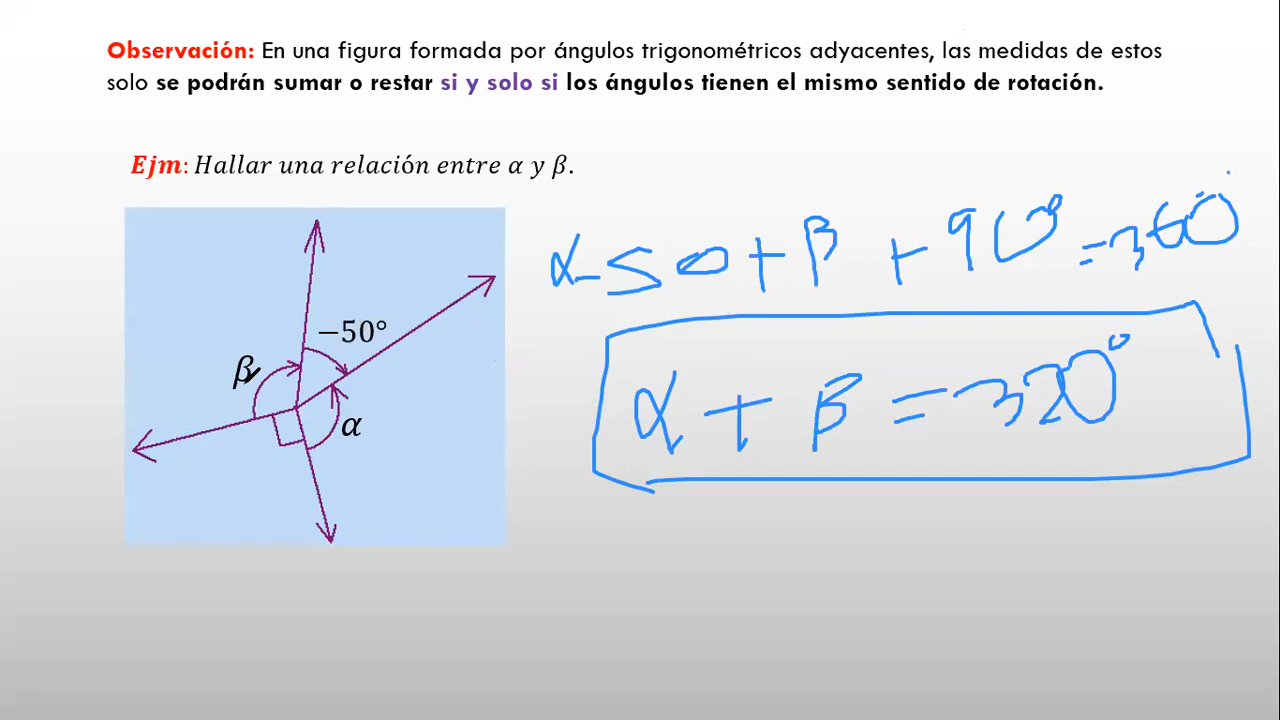 Observación: En una figura formada por ángulos trigonométricos adyacentes, las medidas de estos
solo se podrán sumar o restar si y solo si los ángulos tienen el mismo sentido de rotación.
Ejm: Hallar una relación entre α y β.
−50°
β
α
α-50+β +90°=360
α+β=320°